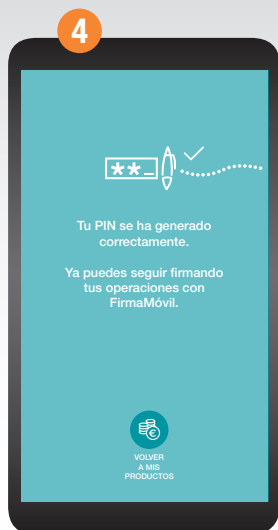 4
**_
Tu PIN se ha generado
correctamente.
Ya puedes seguir firmando
tus operaciones con
FirmaMóvil.
€
VOLVER
A MIS
PRODUCTOS